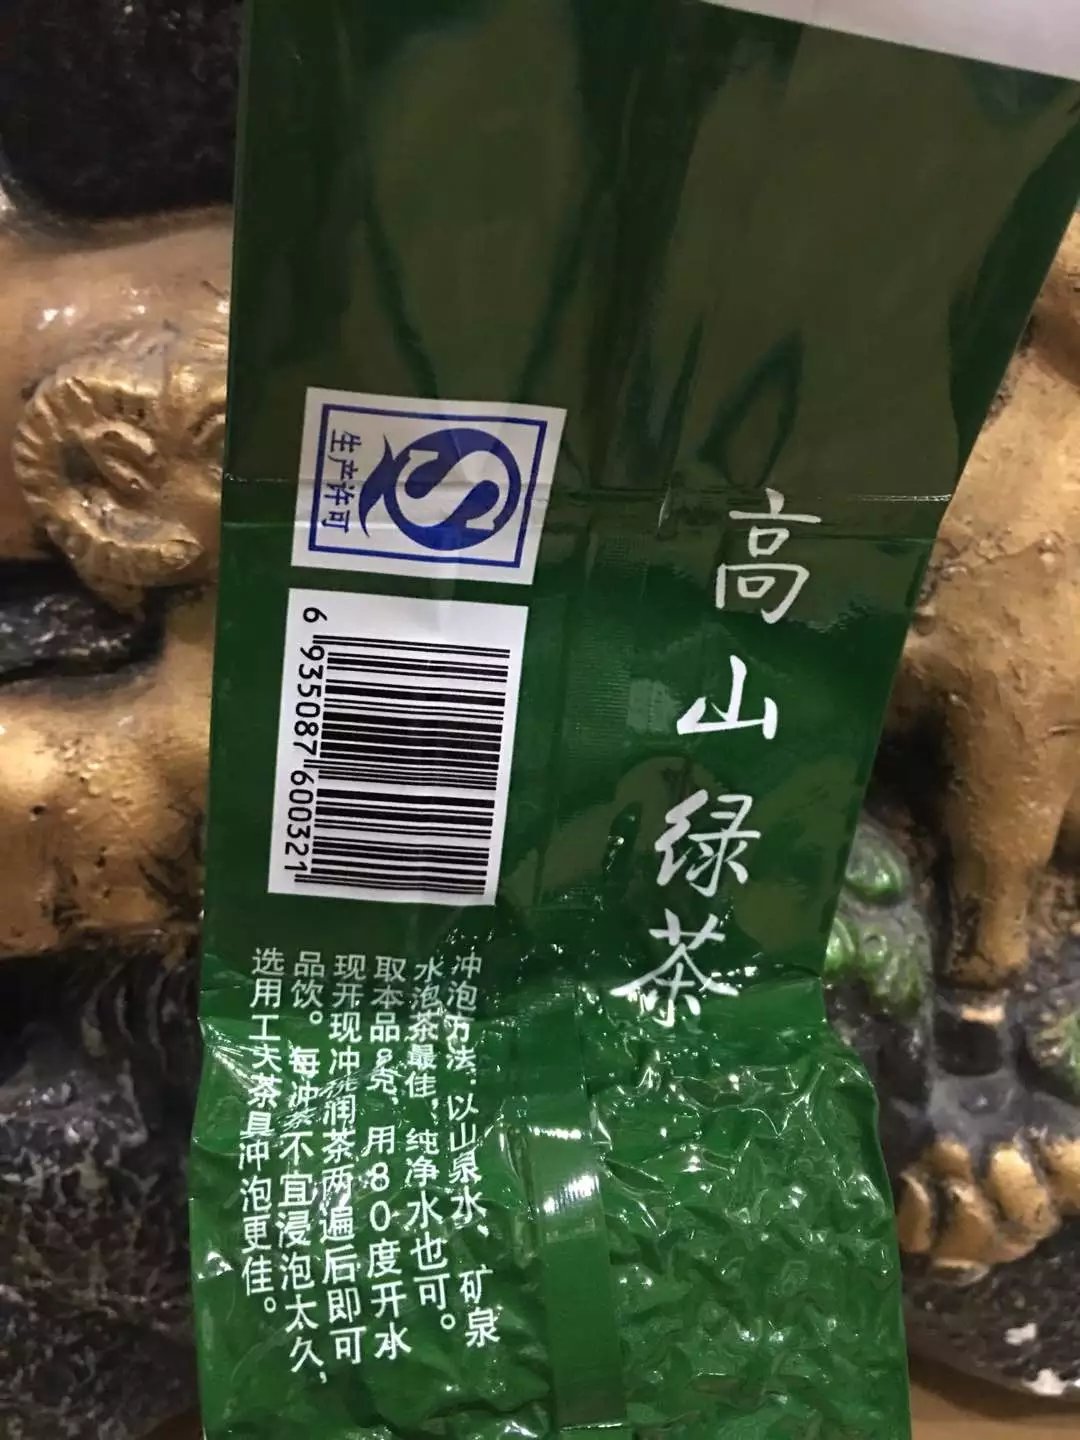 高山绿茶
生产许可
6 935087 600321
冲泡方法：以山泉水、矿泉
水泡茶最佳，纯净水也可。
取本品8克，用80度开水
现开现冲洗润茶两遍后即可
品饮。每冲茶不宜浸泡太久，
选用工夫茶具冲泡更佳。